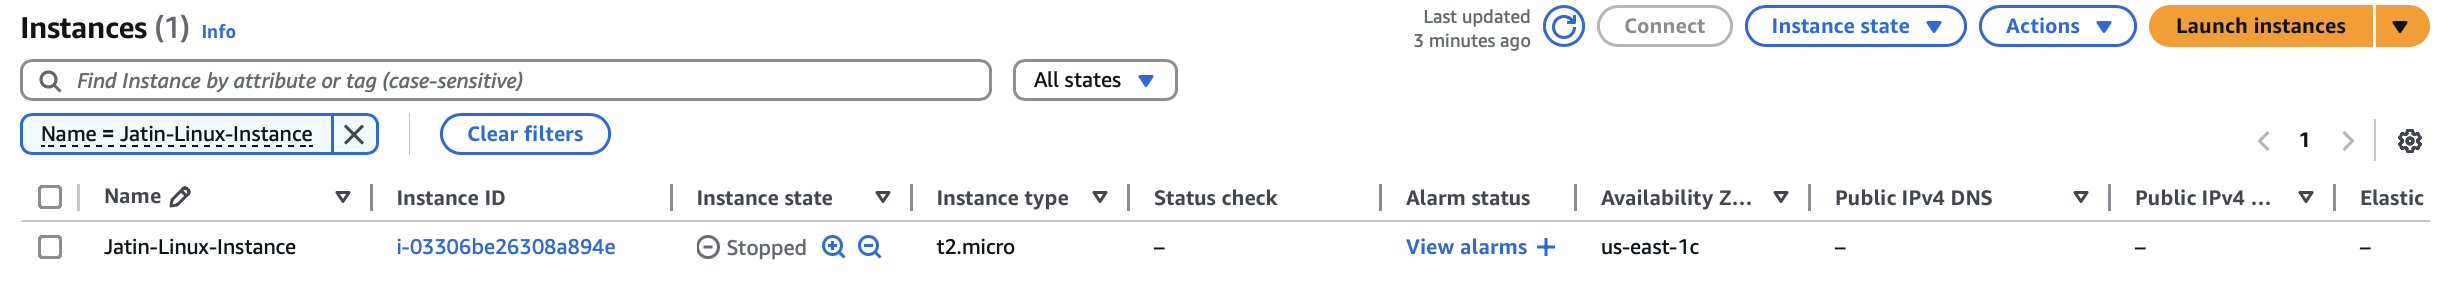 Instances (1) Info
Last updated
3 minutes ago
Connect
Instance state
Actions
Launch instances
Find Instance by attribute or tag (case-sensitive)
All states
Name = Jatin-Linux-Instance
Clear filters
1
Name Instance ID Instance state Instance type Status check Alarm status Availability Z... Public IPv4 DNS Public IPv4 ... Elastic
Jatin-Linux-Instance i-03306be26308a894e Stopped t2.micro – View alarms + us-east-1c – – –